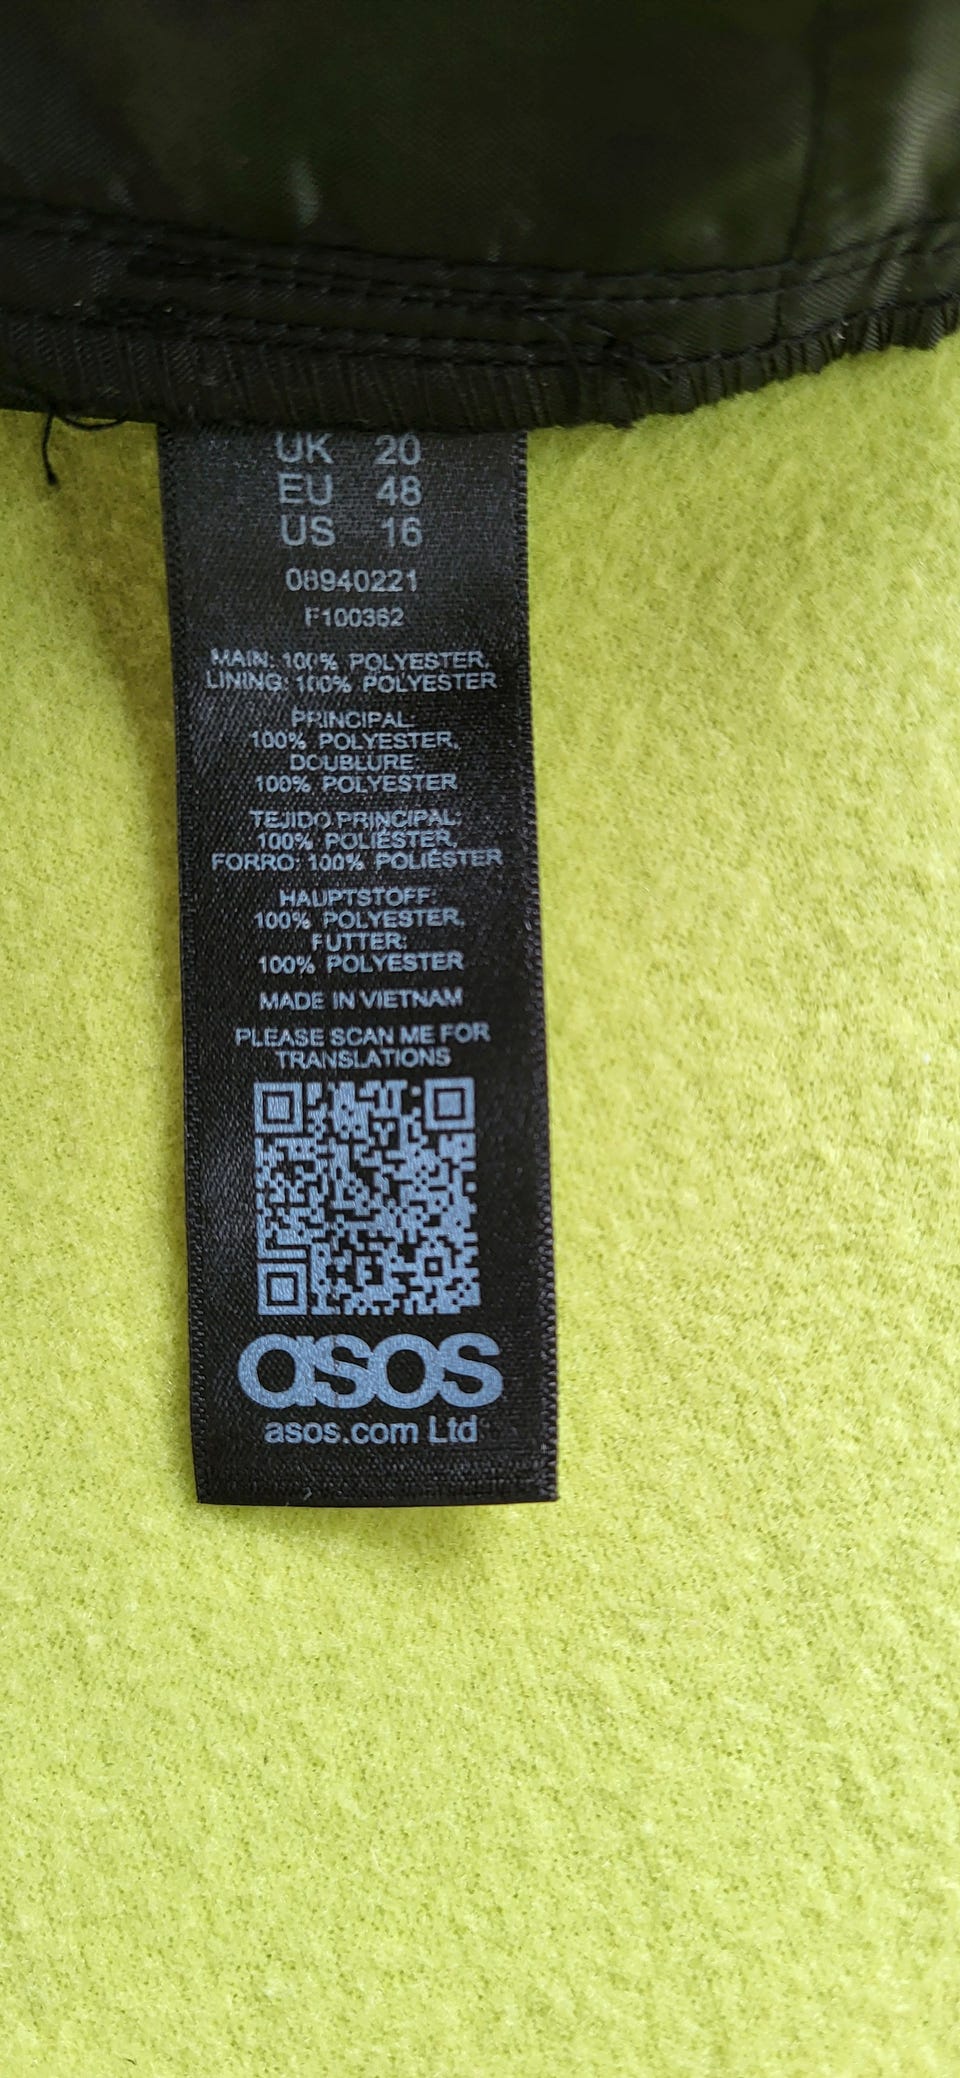 UK 20
EU 48
US 16
08940221
F100362
MAIN: 100% POLYESTER,
LINING: 100% POLYESTER
PRINCIPAL:
100% POLYESTER,
DOUBLURE:
100% POLYESTER
TEJIDO PRINCIPAL:
100% POLIÉSTER,
FORRO: 100% POLIÉSTER
HAUPTSTOFF:
100% POLYESTER,
FUTTER:
100% POLYESTER
MADE IN VIETNAM
PLEASE SCAN ME FOR
TRANSLATIONS
asos
asos.com Ltd